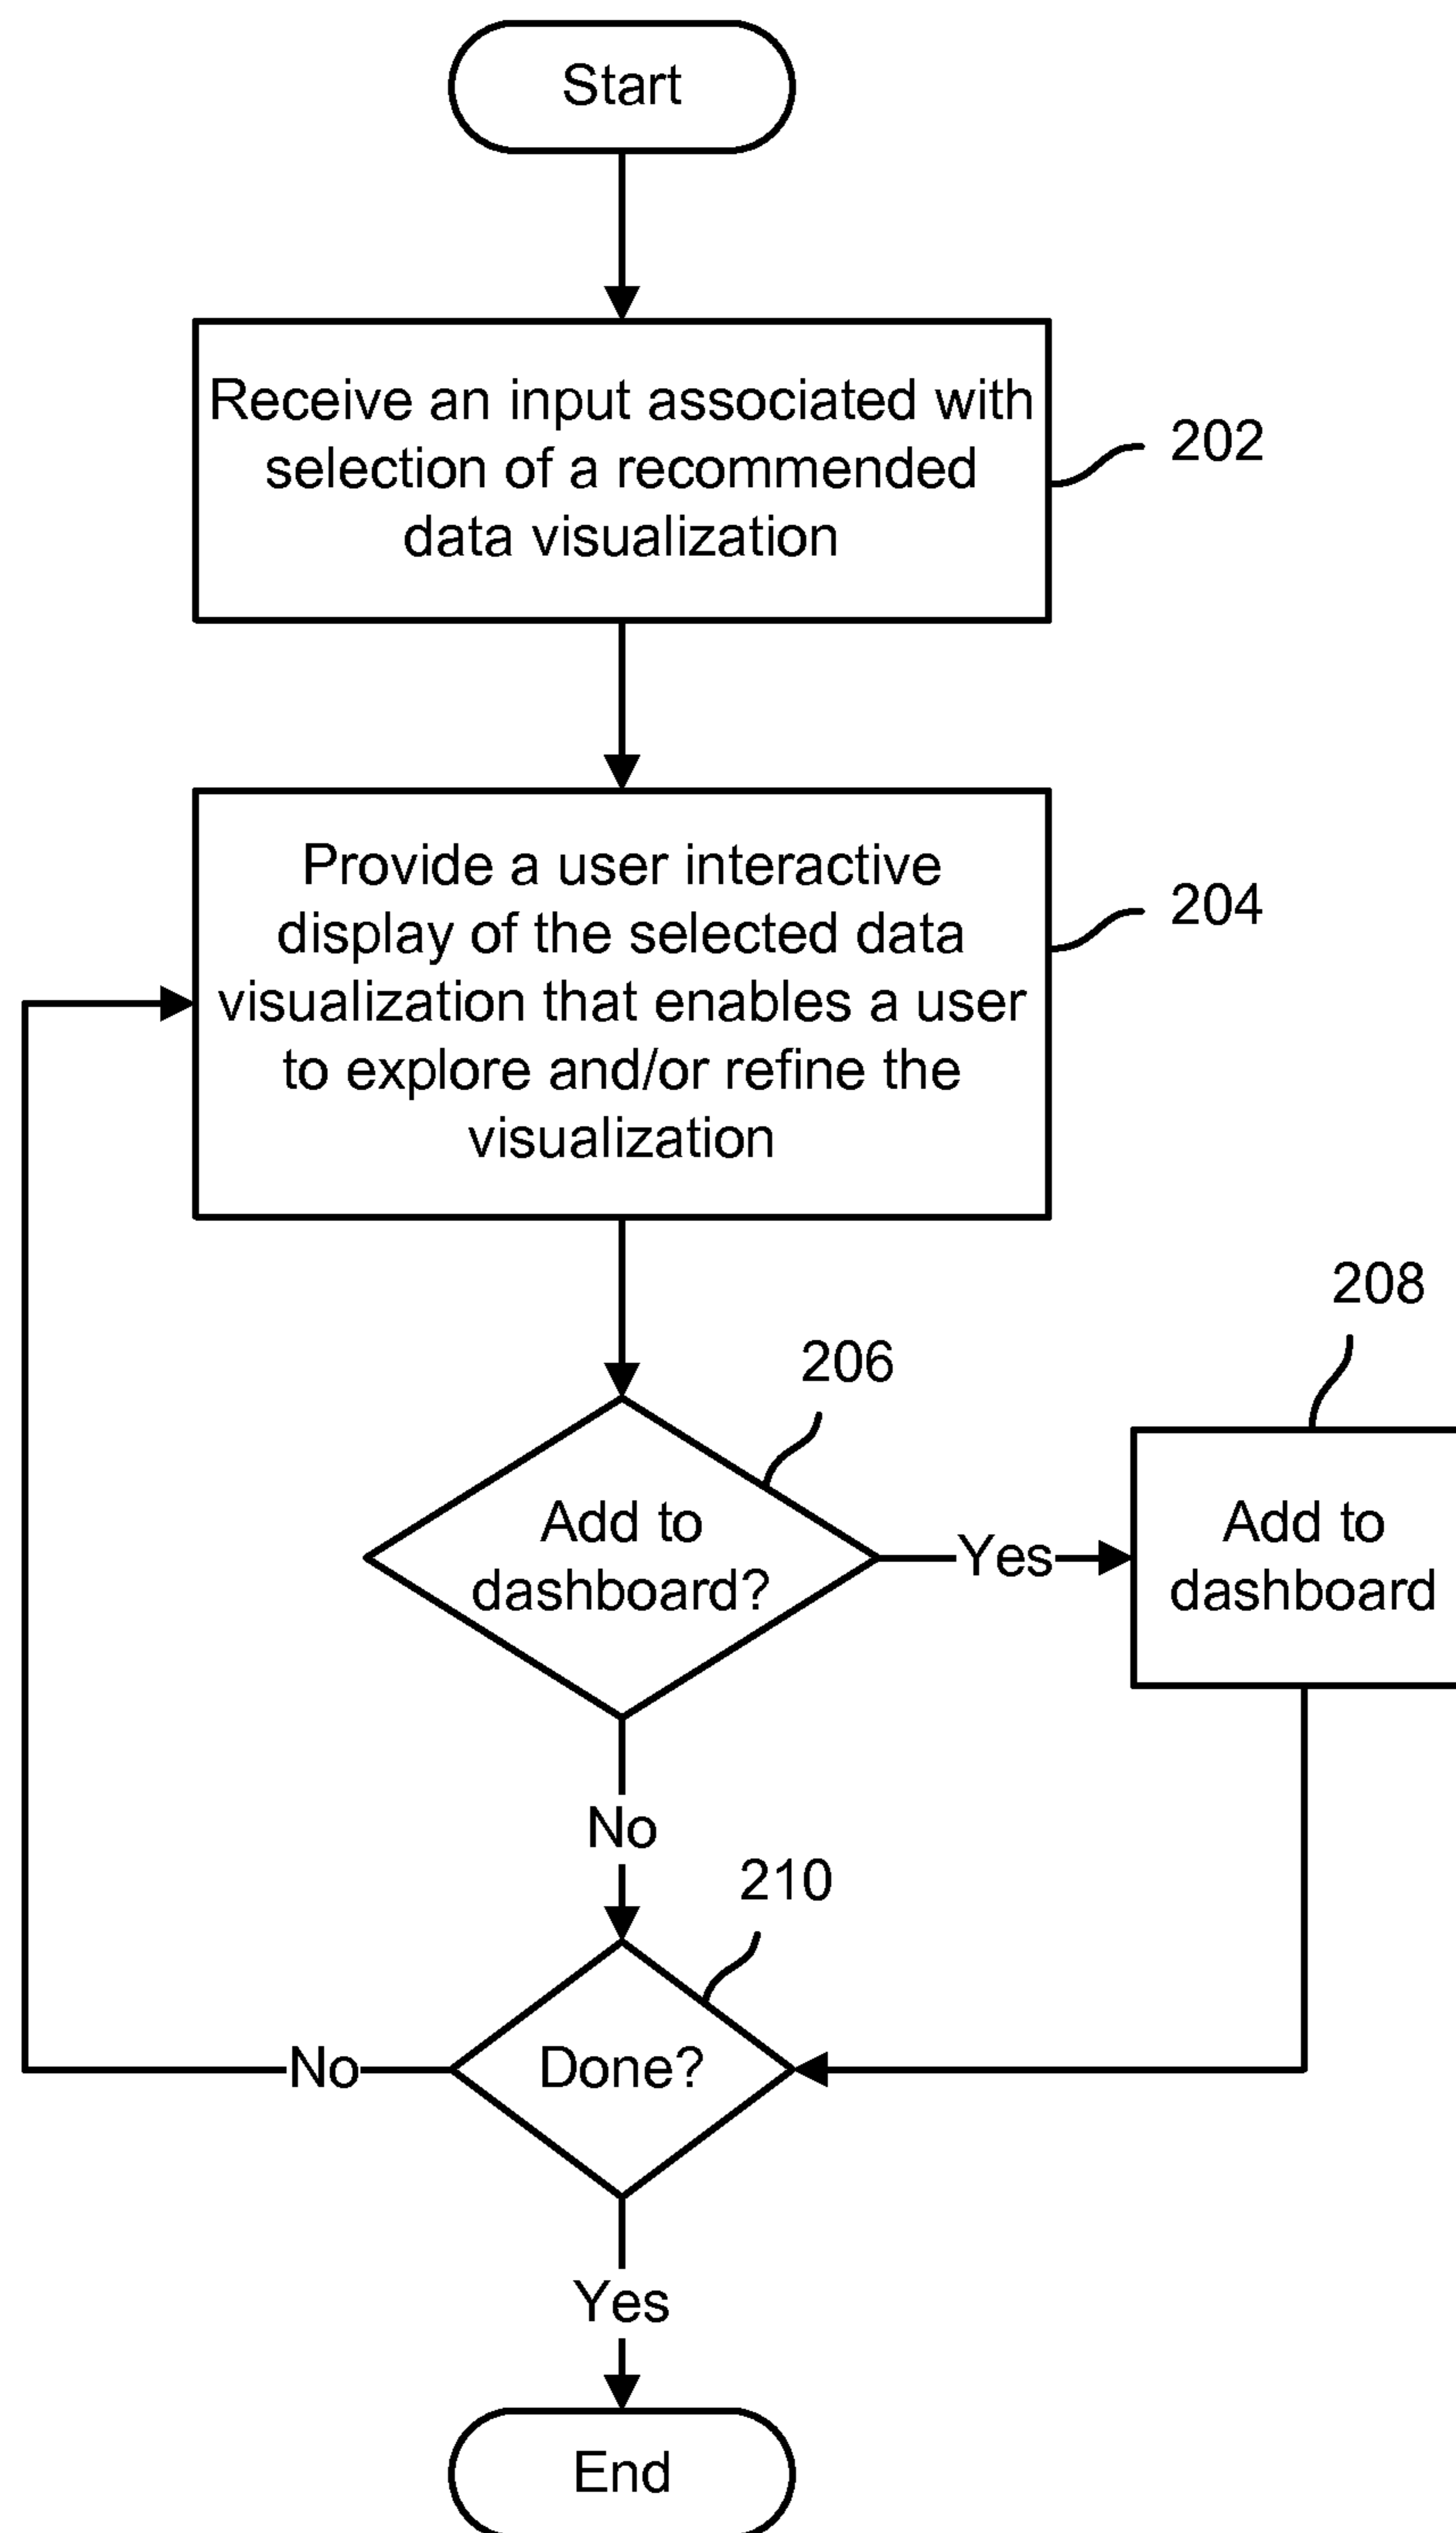 Start
Receive an input associated with
selection of a recommended
data visualization
202
Provide a user interactive
display of the selected data
visualization that enables a user
to explore and/or refine the
visualization
204
206
Add to
dashboard?
Yes
208
Add to
dashboard
No
210
Done?
No
Yes
End